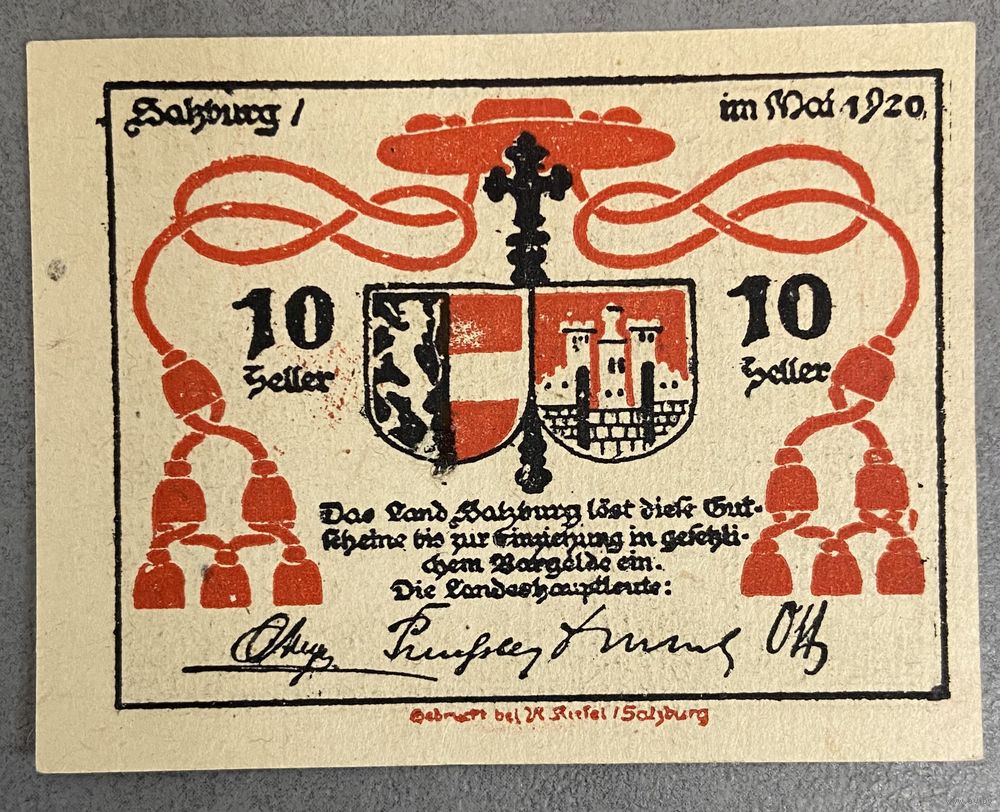 Salzburg / im Mai 1920
10 10
Heller Heller
Das Land Salzburg löst diese Gut-
scheine bis zur Einziehung in gesetzli-
chem Bargelde ein.
Die Landeshauptleute:
Ott
Gedruckt bei R Kiesel / Salzburg